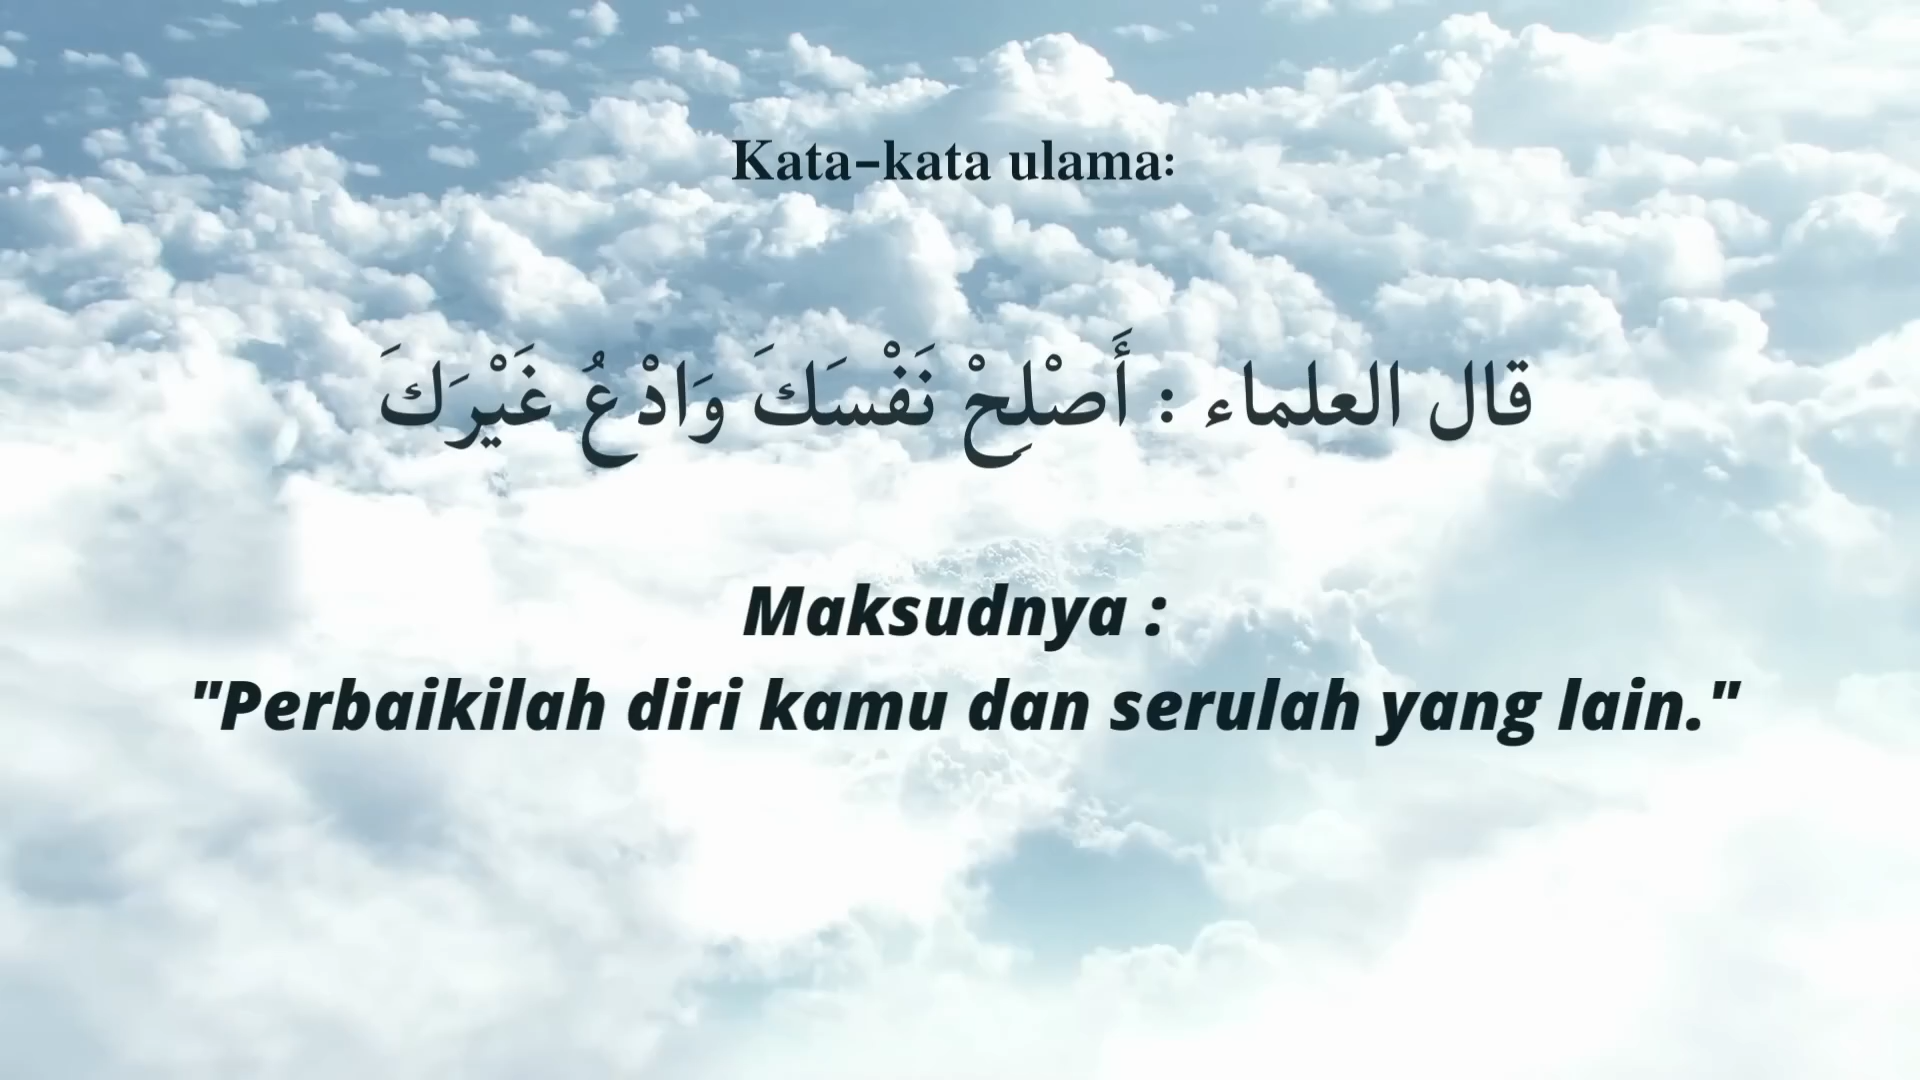 Kata-kata ulama:
قال العلماء : أَصْلِحْ نَفْسَكَ وَادْعُ غَيْرَكَ
Maksudnya :
"Perbaikilah diri kamu dan serulah yang lain."